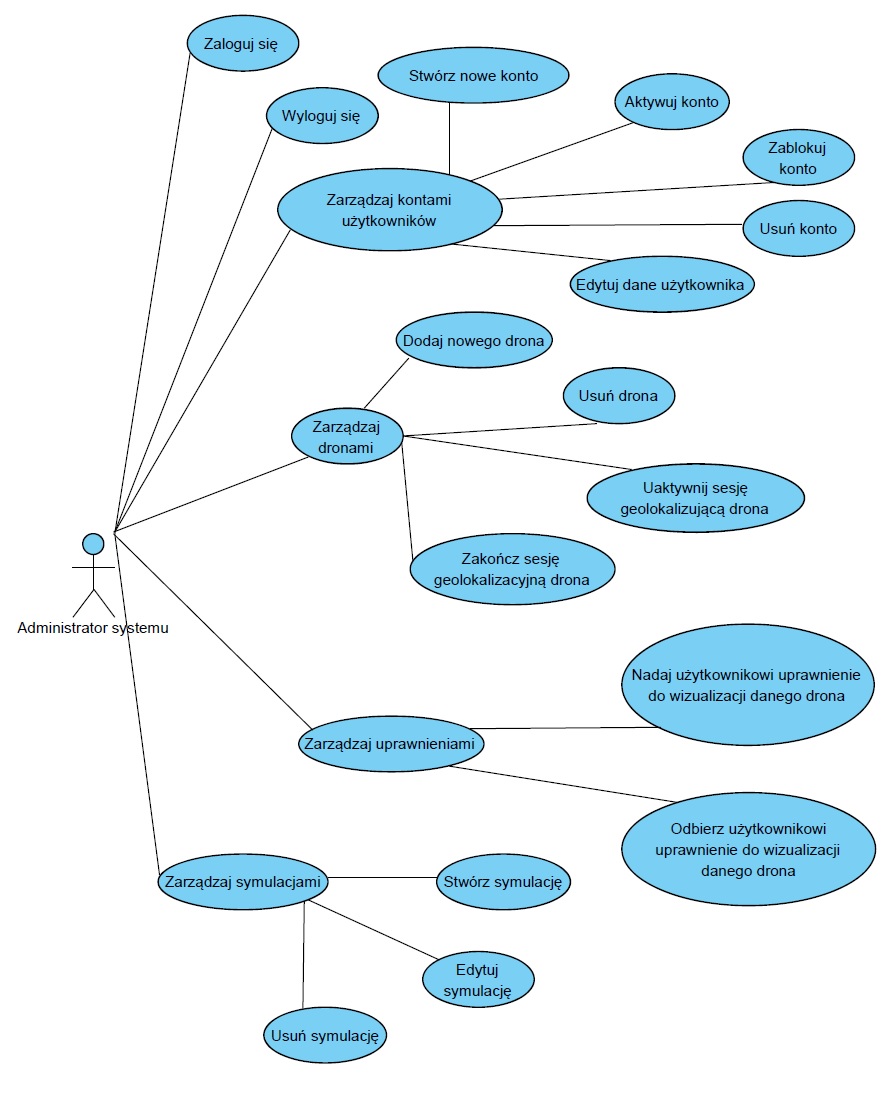 Zaloguj się
Wyloguj się
Stwórz nowe konto
Aktywuj konto
Zablokuj
konto
Zarządzaj kontami
użytkowników
Usuń konto
Edytuj dane użytkownika
Dodaj nowego drona
Usuń drona
Zarządzaj
dronami
Uaktywnij sesję
geolokalizującą drona
Zakończ sesję
geolokalizacyjną drona
Administrator systemu
Nadaj użytkownikowi uprawnienie
do wizualizacji danego drona
Zarządzaj uprawnieniami
Odbierz użytkownikowi
uprawnienie do wizualizacji
danego drona
Zarządzaj symulacjami
Stwórz symulację
Edytuj
symulację
Usuń symulację